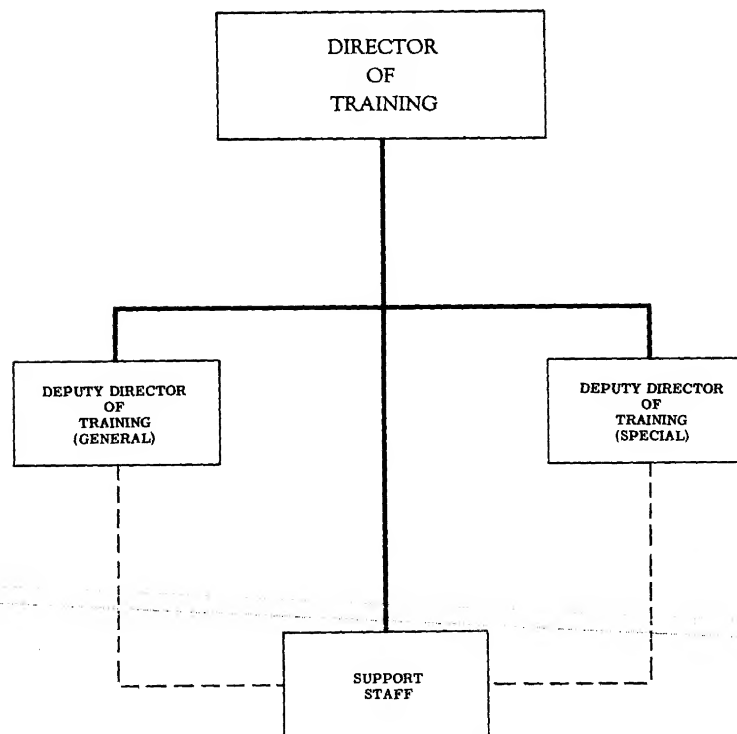 DIRECTOR
OF
TRAINING
DEPUTY DIRECTOR
OF
TRAINING
(GENERAL)
DEPUTY DIRECTOR
OF
TRAINING
(SPECIAL)
SUPPORT
STAFF